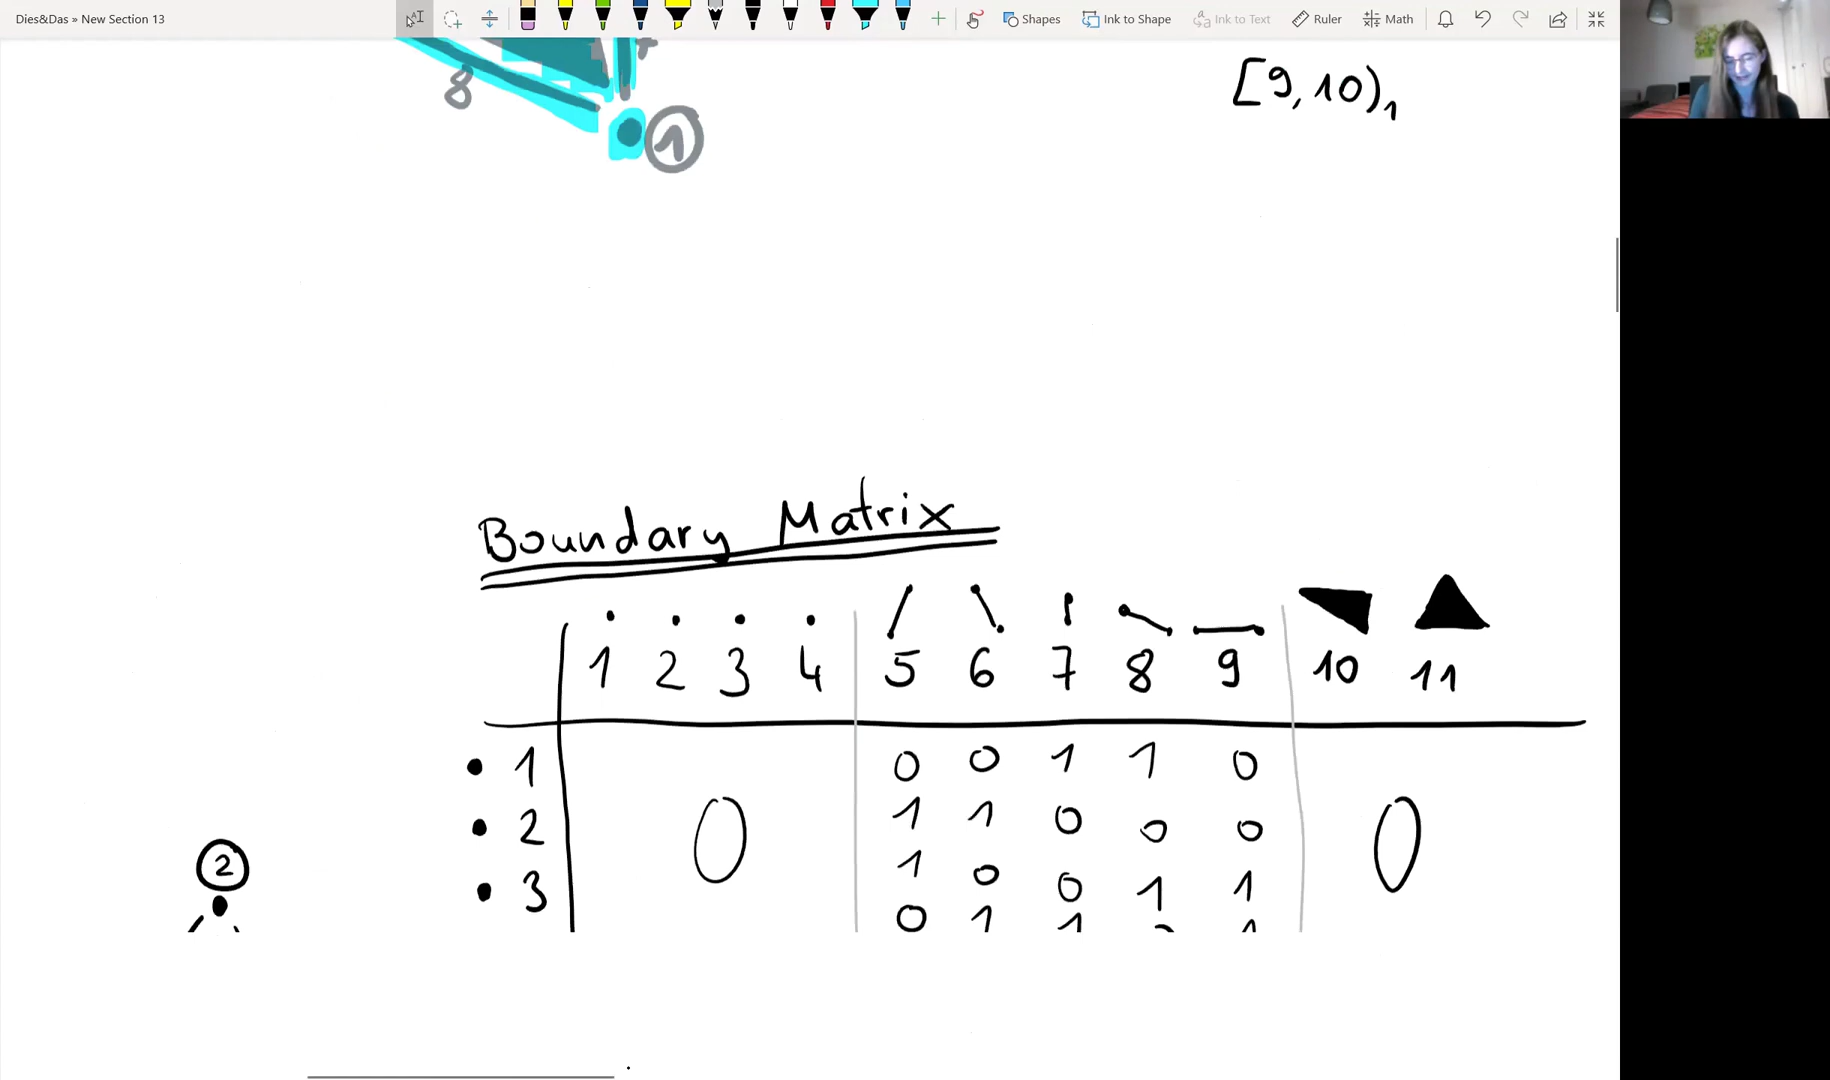 Dies&Das » New Section 13
Shapes
Ink to Shape
Ink to Text
Ruler
Math
8
1
[9,10)₁
Boundary Matrix
1 2 3 4 5 6 7 8 9 10 11
1 0 0 1 1 0
2 0 1 1 0 0 0 0
3 1 0 0 1 1
0 1 1
2